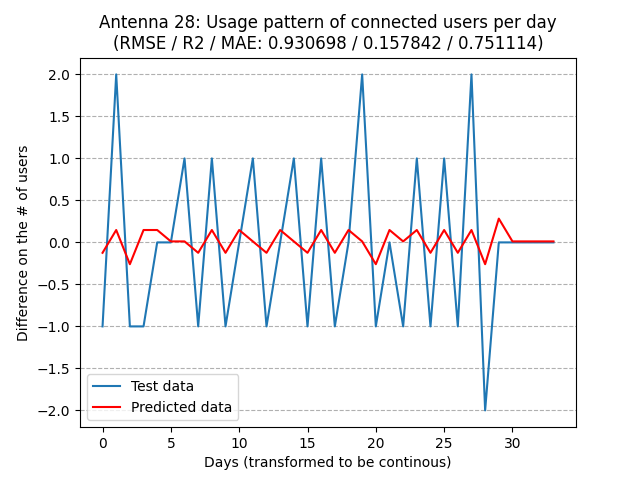 Antenna 28: Usage pattern of connected users per day
(RMSE / R2 / MAE: 0.930698 / 0.157842 / 0.751114)
2.0
1.5
1.0
0.5
0.0
−0.5
−1.0
−1.5
−2.0
Difference on the # of users
Test data
Predicted data
0 5 10 15 20 25 30
Days (transformed to be continous)